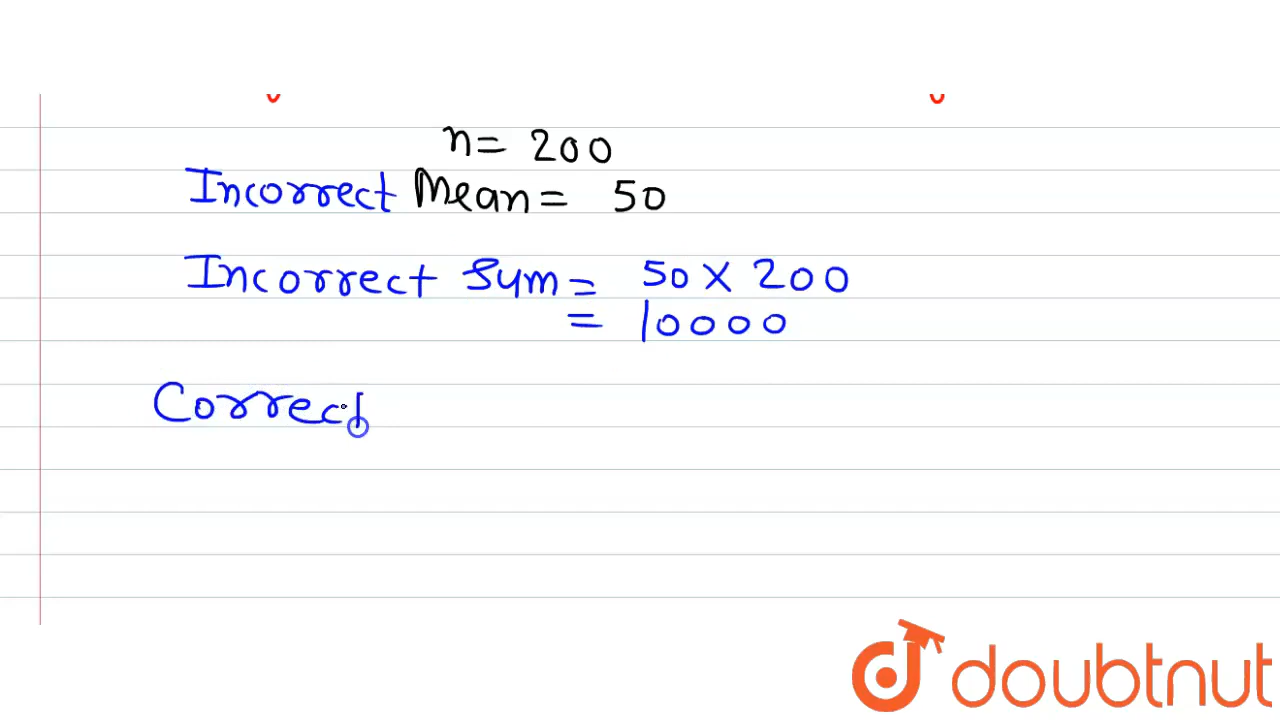 n= 200
Incorrect Mean= 50
Incorrect Sum = 50 X 200
= 10000
Correct
doubtnut